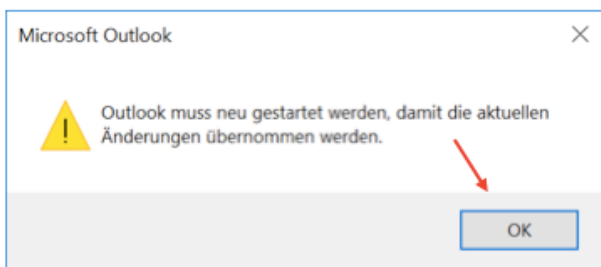 Microsoft Outlook
Outlook muss neu gestartet werden, damit die aktuellen
Änderungen übernommen werden.
OK